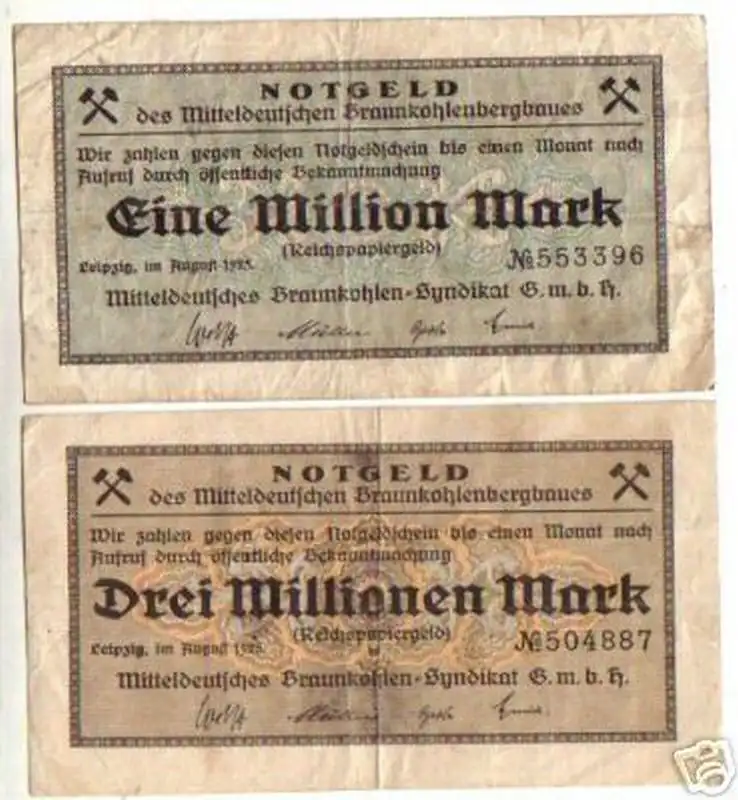 NOTGELD
des Mitteldeutschen Braunkohlenbergbaues
Wir zahlen gegen diesen Notgeldschein bis einen Monat nach
Aufruf durch öffentliche Bekanntmachung
Eine Million Mark
(Reichspapiergeld)
Leipzig, im August 1923.
№553396
Mitteldeutsches Braunkohlen-Syndikat G. m. b. H.
NOTGELD
des Mitteldeutschen Braunkohlenbergbaues
Wir zahlen gegen diesen Notgeldschein bis einen Monat nach
Aufruf durch öffentliche Bekanntmachung
Drei Millionen Mark
(Reichspapiergeld)
Leipzig, im August 1923.
№504887
Mitteldeutsches Braunkohlen-Syndikat G. m. b. H.